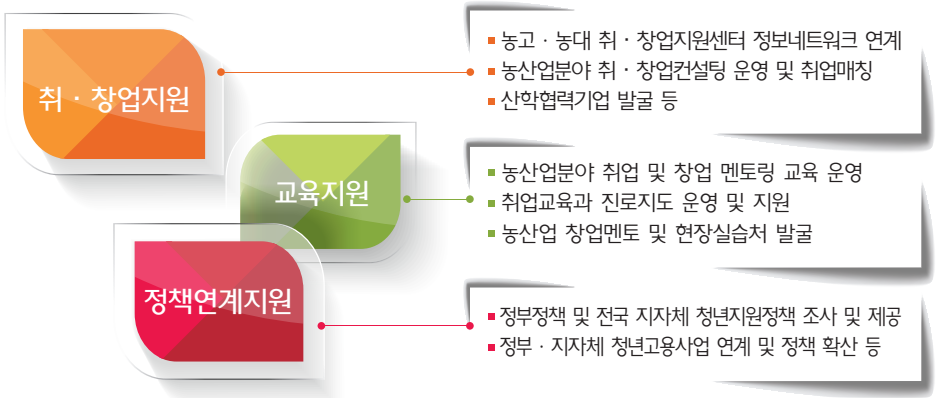 취 · 창업지원
농고 · 농대 취 · 창업지원센터 정보네트워크 연계
농산업분야 취 · 창업컨설팅 운영 및 취업매칭
산학협력기업 발굴 등
교육지원
농산업분야 취업 및 창업 멘토링 교육 운영
취업교육과 진로지도 운영 및 지원
농산업 창업멘토 및 현장실습처 발굴
정책연계지원
정부정책 및 전국 지자체 청년지원정책 조사 및 제공
정부 · 지자체 청년고용사업 연계 및 정책 확산 등